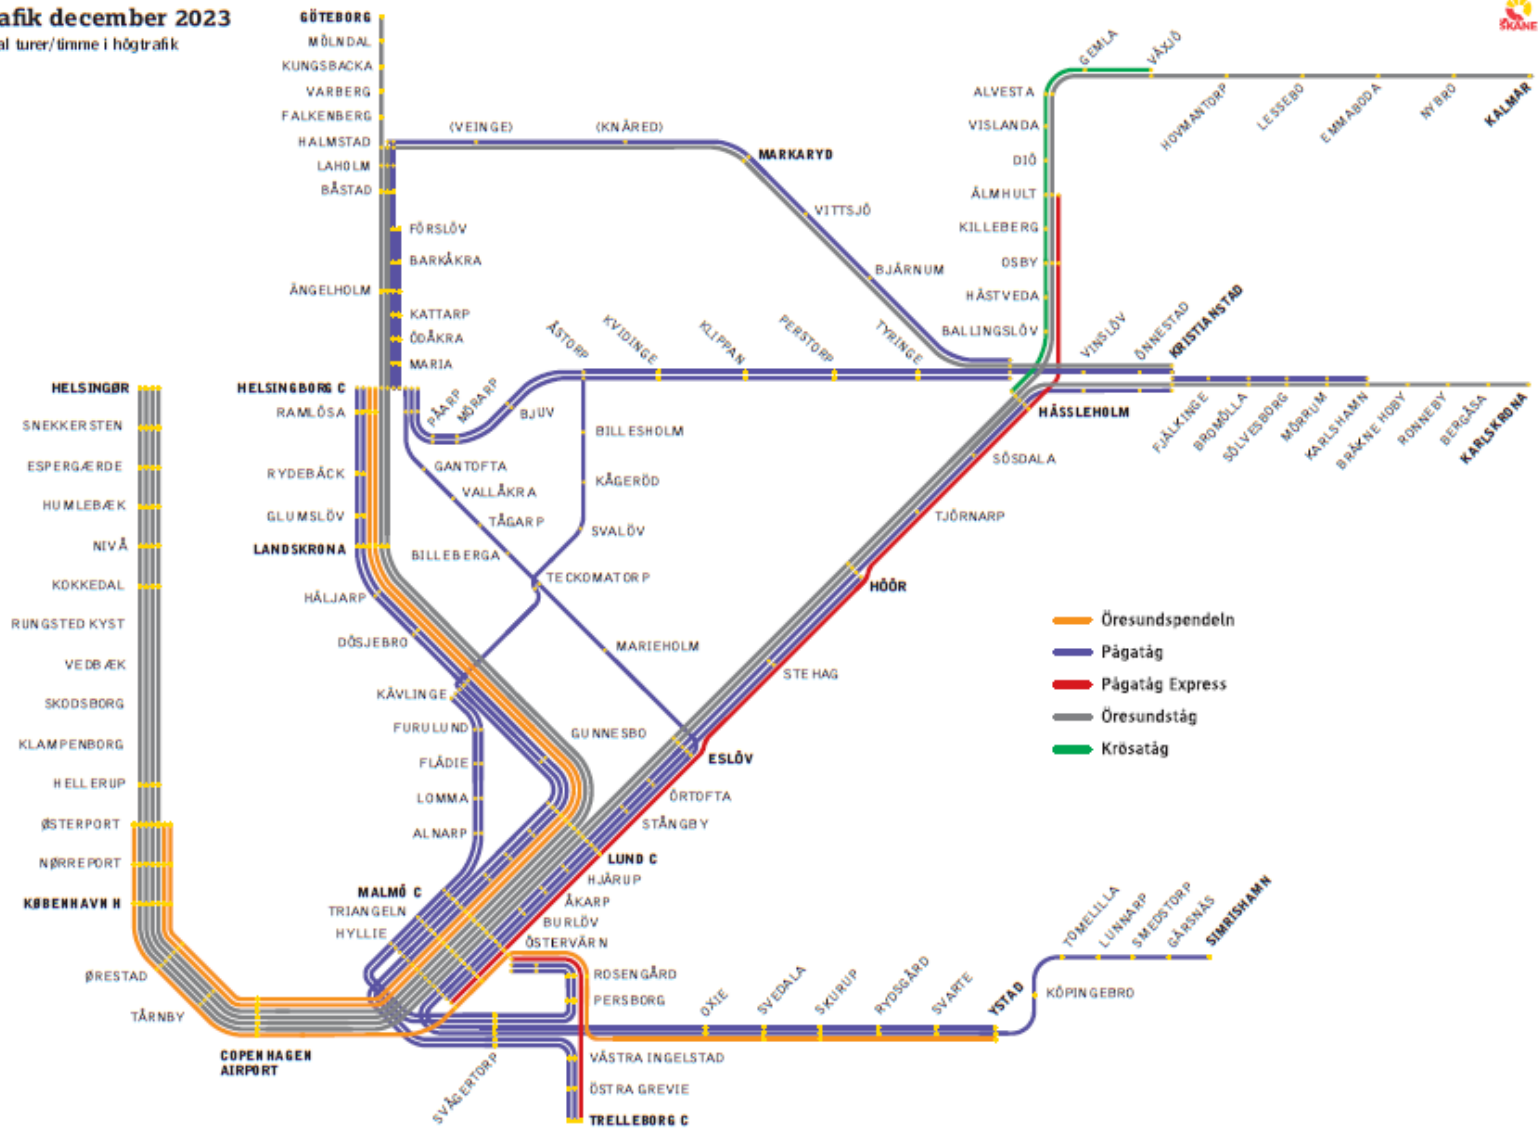 afik december 2023
al turer/timme i högtrafik
SKÅNE
GÖTEBORG
MÖLNDAL
KUNGSBACKA
VARBERG
FALKENBERG
HALMSTAD
LAHOLM
BÅSTAD
(VEINGE)
(KNÄRED)
MARKARYD
VITTSJÖ
BJÄRNUM
FÖRSLÖV
BARKÅKRA
ÄNGELHOLM
KATTARP
ÖDÅKRA
MARIA
GEMLA
VÄXJÖ
ALVESTA
VISLANDA
DIÖ
ÄLMHULT
KILLEBERG
OSBY
HÄSTVEDA
BALLINGSLÖV
HOVMANTORP
LESSEBO
EMMABODA
NYBRO
KALMAR
ÅSTORP
KVIDINGE
KLIPPAN
PERSTORP
TYRINGE
VINSLÖV
ÖNNESTAD
KRISTIANSTAD
HÄSSLEHOLM
FJÄLKINGE
BROMÖLLA
SÖLVESBORG
MÖRRUM
KARLSHAMN
BRÄKNE HOBY
RONNEBY
BERGÅSA
KARLSKRONA
HELSINGØR
SNEKKERSTEN
ESPERGÆRDE
HUMLEBÆK
NIVÅ
KOKKEDAL
RUNGSTED KYST
VEDBÆK
SKODSBORG
KLAMPENBORG
HELLERUP
ØSTERPORT
NØRREPORT
KØBENHAVN H
ØRESTAD
TÅRNBY
COPENHAGEN
AIRPORT
HELSINGBORG C
RAMLÖSA
RYDEBÄCK
GLUMSLÖV
LANDSKRONA
HÄLJARP
DÖSJEBRO
KÄVLINGE
FURULUND
FLÄDIE
LOMMA
ALNARP
PÅARP
MÖRARP
BJUV
GANTOFTA
VALLÅKRA
TÅGARP
BILLEBERGA
BILLESHOLM
KÅGERÖD
SVALÖV
TECKOMATORP
MARIEHOLM
GUNNESBO
SÖSDALA
TJÖRNARP
HÖÖR
STEHAG
ESLÖV
ÖRTOFTA
STÅNGBY
LUND C
HJÄRUP
ÅKARP
BURLÖV
ÖSTERVÄRN
MALMÖ C
TRIANGELN
HYLLIE
ROSENGÅRD
PERSBORG
SVÅGERTORP
VÄSTRA INGELSTAD
ÖSTRA GREVIE
TRELLEBORG C
OXIE
SVEDALA
SKURUP
RYDSGÅRD
SVARTE
YSTAD
KÖPINGEBRO
TOMELILLA
LUNNARP
SMEDSTORP
GÄRSNÄS
SIMRISHAMN
Öresundspendeln
Pågatåg
Pågatåg Express
Öresundståg
Krösatåg